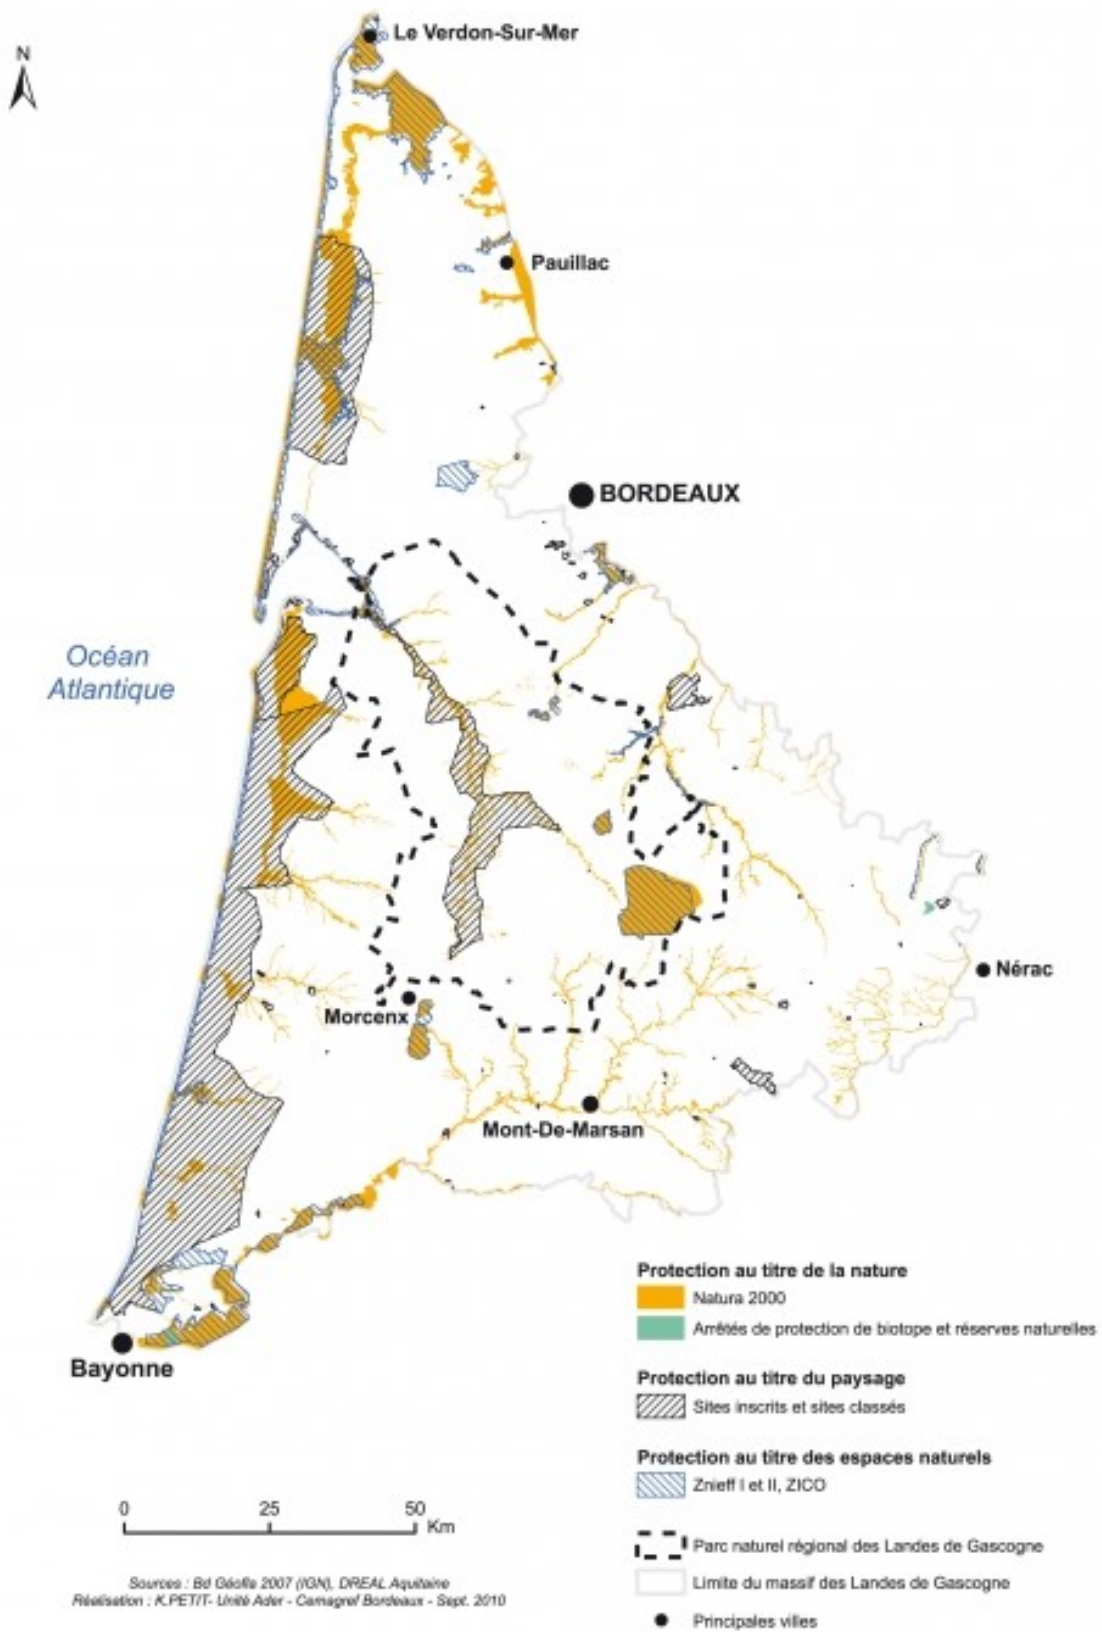 Le Verdon-Sur-Mer
N
Pauillac
BORDEAUX
Océan
Atlantique
Nérac
Morcenx
Mont-De-Marsan
Bayonne
Protection au titre de la nature
Natura 2000
Arrêtés de protection de biotope et réserves naturelles
Protection au titre du paysage
Sites inscrits et sites classés
Protection au titre des espaces naturels
Znieff I et II, ZICO
Parc naturel régional des Landes de Gascogne
Limite du massif des Landes de Gascogne
Principales villes
0 25 50
Km
Sources : Bd Géofla 2007 (IGN), DREAL Aquitaine
Réalisation : K.PETIT- Unité Ader - Cemagref Bordeaux - Sept. 2010